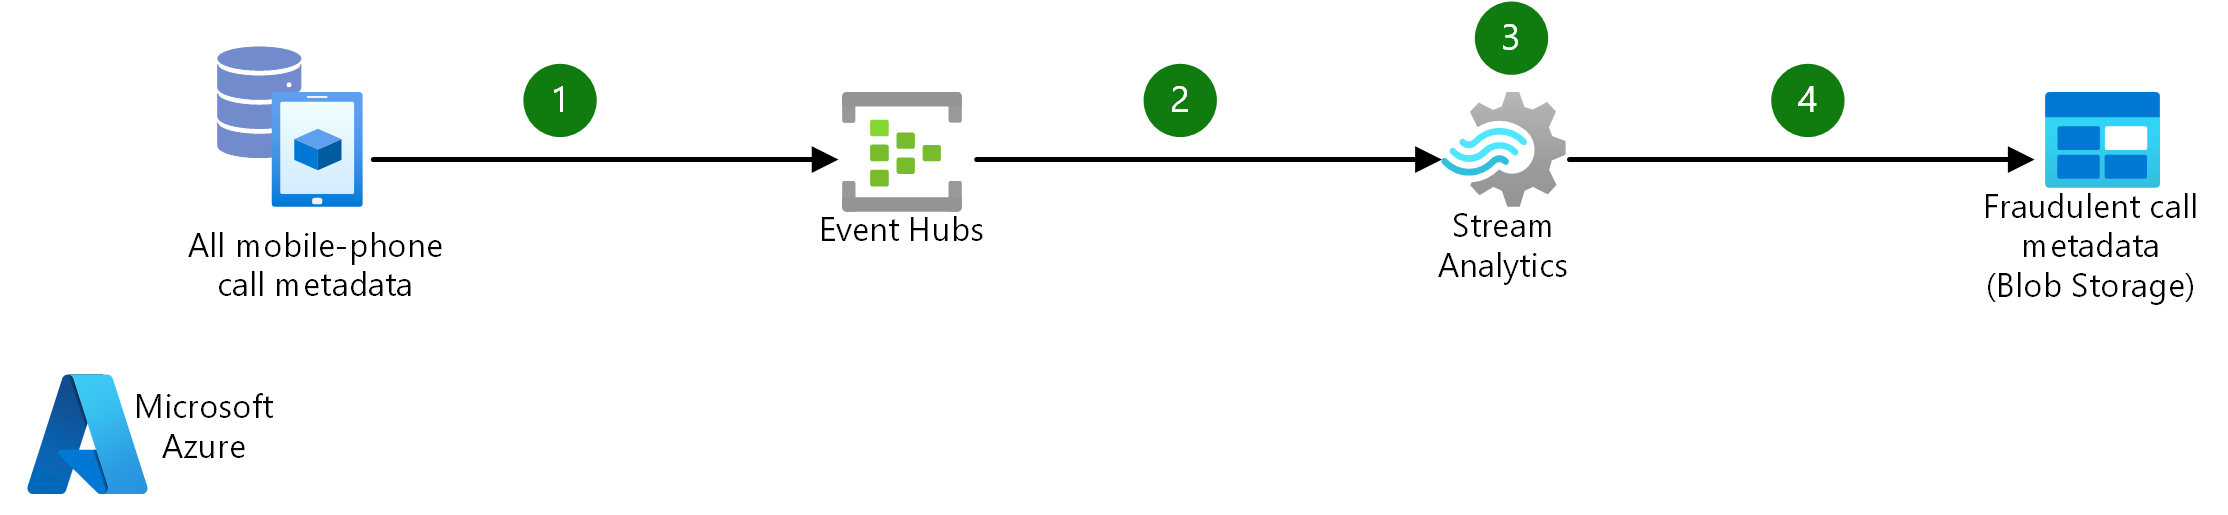 1
2
3
4
All mobile-phone
call metadata
Event Hubs
Stream
Analytics
Fraudulent call
metadata
(Blob Storage)
Microsoft
Azure